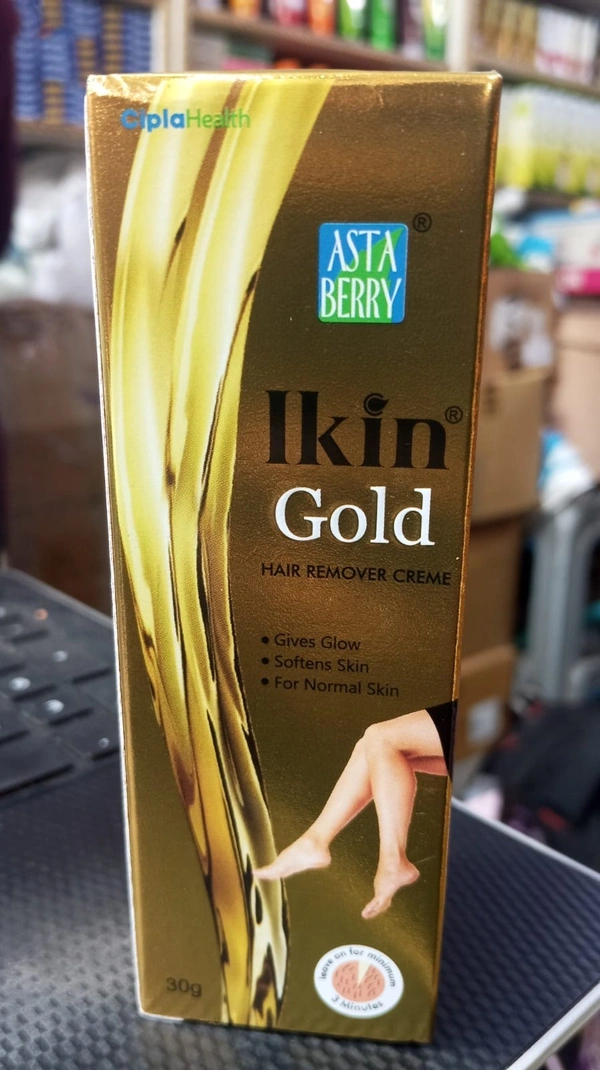 CiplaHealth
ASTA
BERRY
®
Ikin®
Gold
HAIR REMOVER CREME
• Gives Glow
• Softens Skin
• For Normal Skin
leave on for minimum
3 Minutes
30g